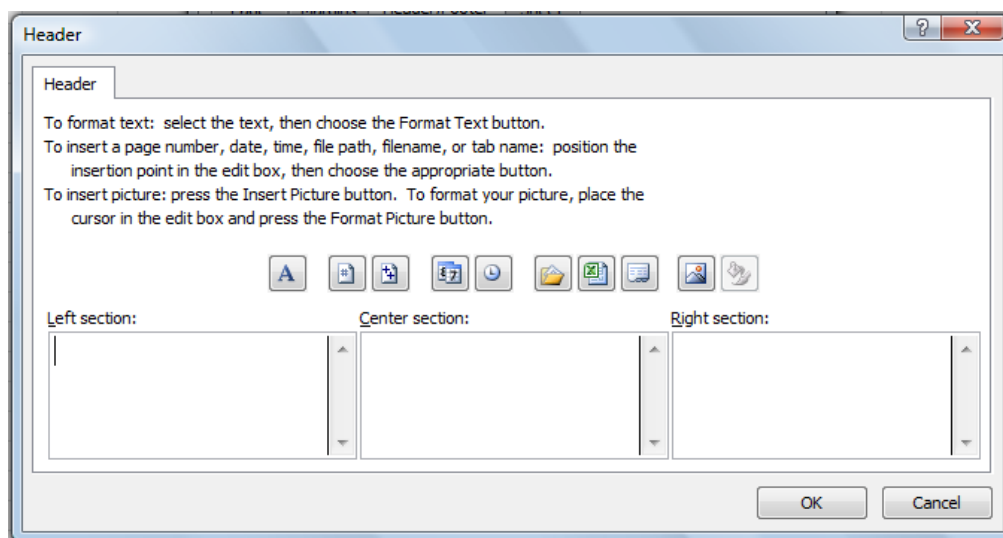 Header
Header
To format text: select the text, then choose the Format Text button.
To insert a page number, date, time, file path, filename, or tab name: position the
insertion point in the edit box, then choose the appropriate button.
To insert picture: press the Insert Picture button. To format your picture, place the
cursor in the edit box and press the Format Picture button.
A
Left section: Center section: Right section:
OK Cancel